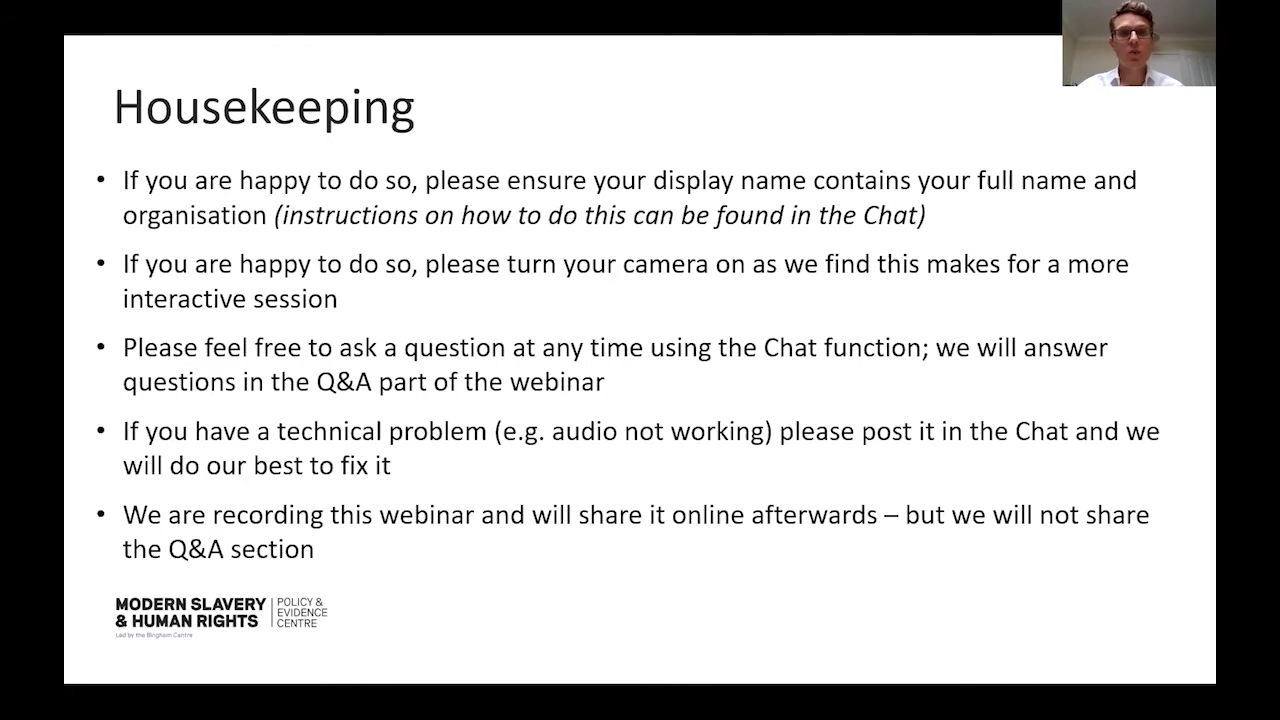 Housekeeping
• If you are happy to do so, please ensure your display name contains your full name and
organisation (instructions on how to do this can be found in the Chat)
• If you are happy to do so, please turn your camera on as we find this makes for a more
interactive session
• Please feel free to ask a question at any time using the Chat function; we will answer
questions in the Q&A part of the webinar
• If you have a technical problem (e.g. audio not working) please post it in the Chat and we
will do our best to fix it
• We are recording this webinar and will share it online afterwards – but we will not share
the Q&A section
MODERN SLAVERY
& HUMAN RIGHTS
POLICY &
EVIDENCE
CENTRE
Led by the Bingham Centre